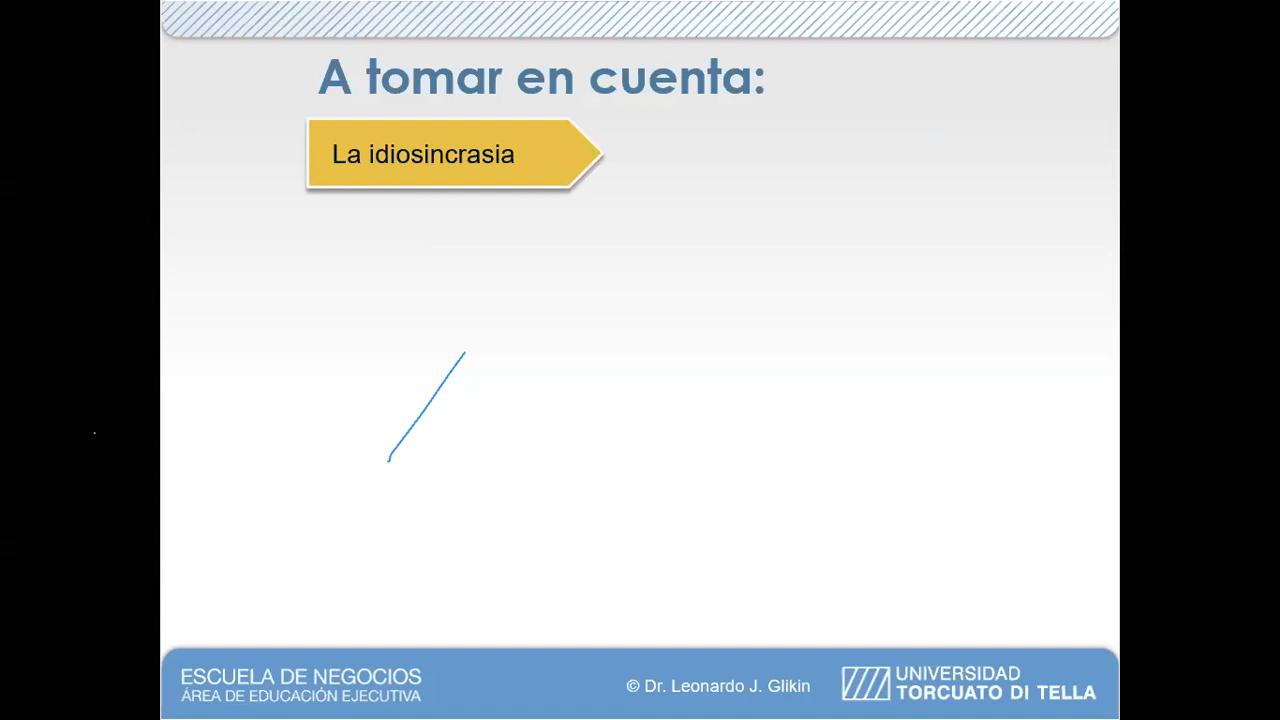 A tomar en cuenta:
La idiosincrasia
ESCUELA DE NEGOCIOS
ÁREA DE EDUCACIÓN EJECUTIVA
© Dr. Leonardo J. Glikin
UNIVERSIDAD
TORCUATO DI TELLA